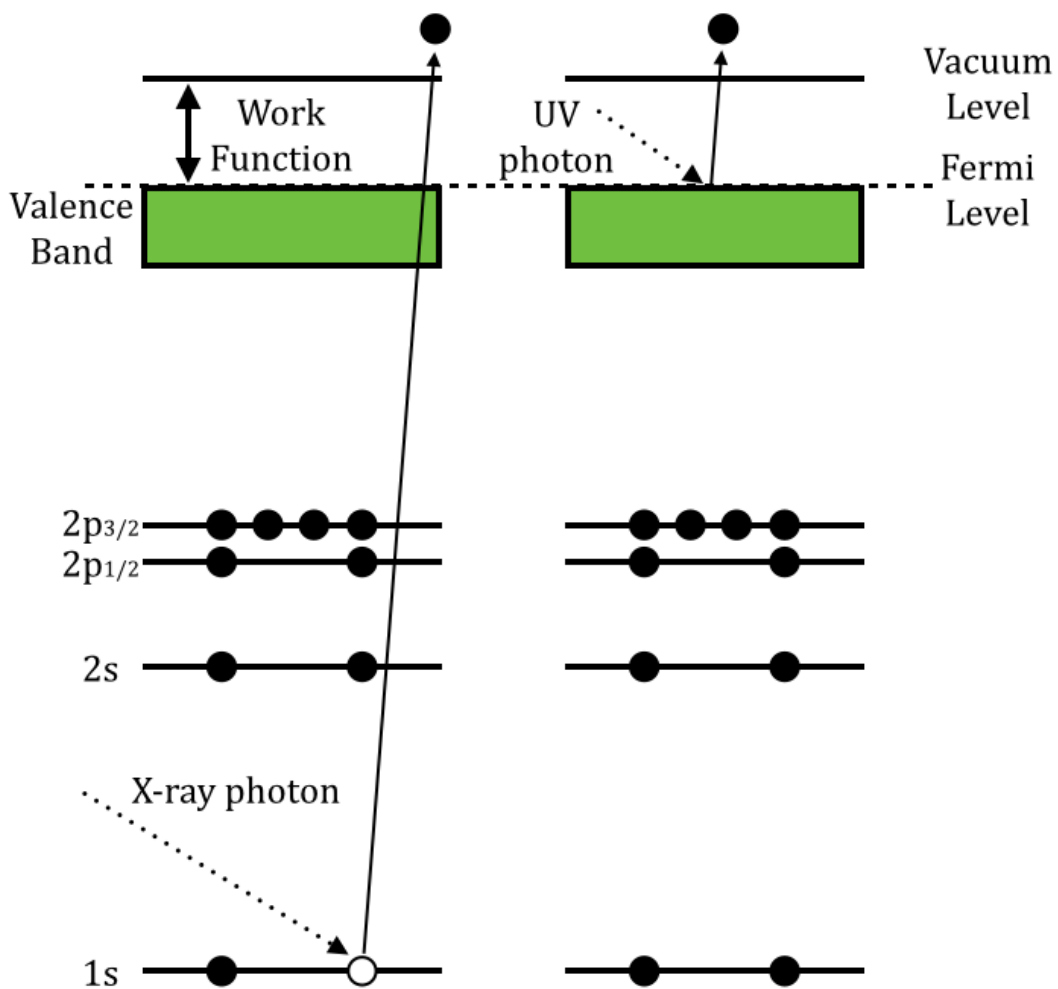 Vacuum
Level
Work
Function
UV
photon
Fermi
Level
Valence
Band
2p3/2
2p1/2
2s
X-ray photon
1s